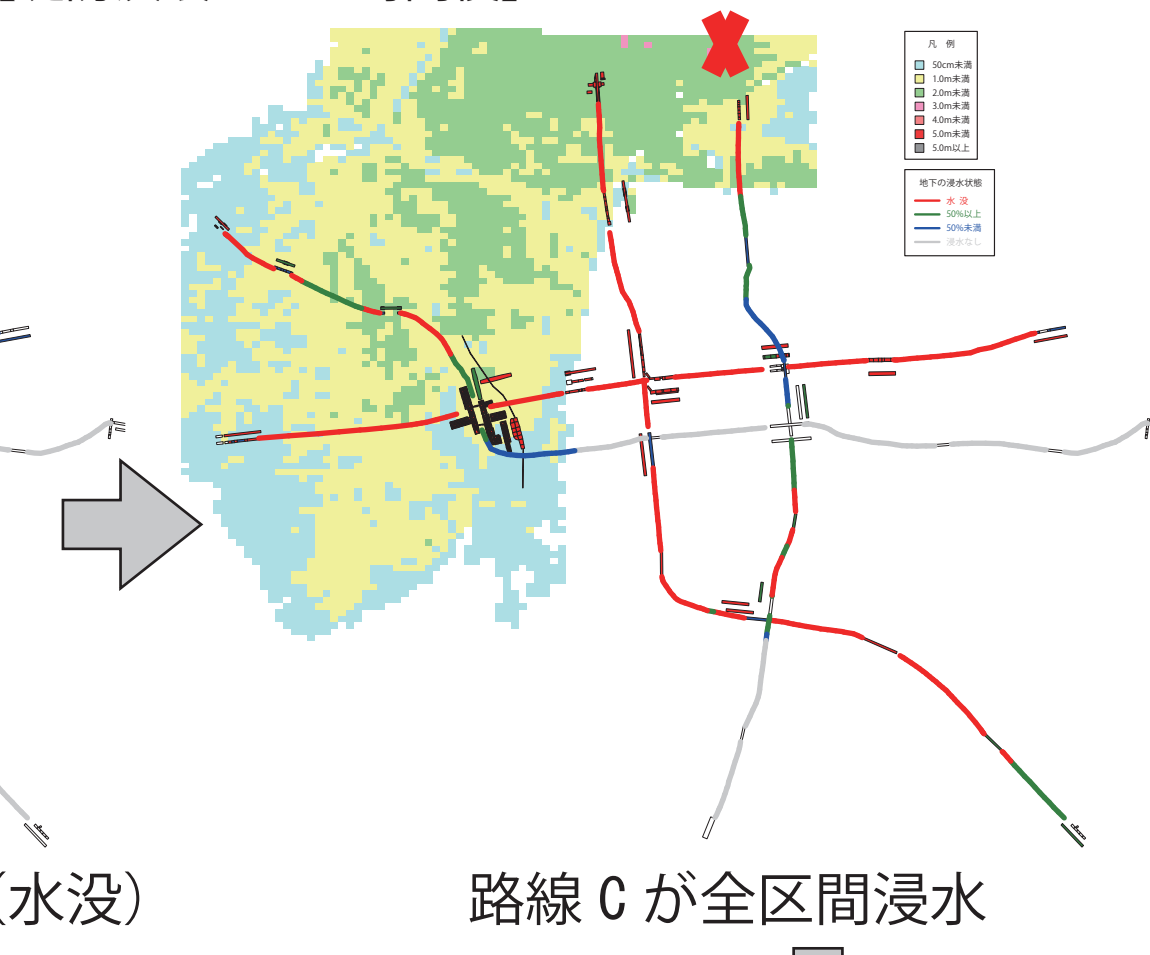 凡 例
50cm未満
1.0m未満
2.0m未満
3.0m未満
4.0m未満
5.0m未満
5.0m以上
地下の浸水状態
水 没
50%以上
50%未満
浸水なし
(水没)
路線 C が全区間浸水